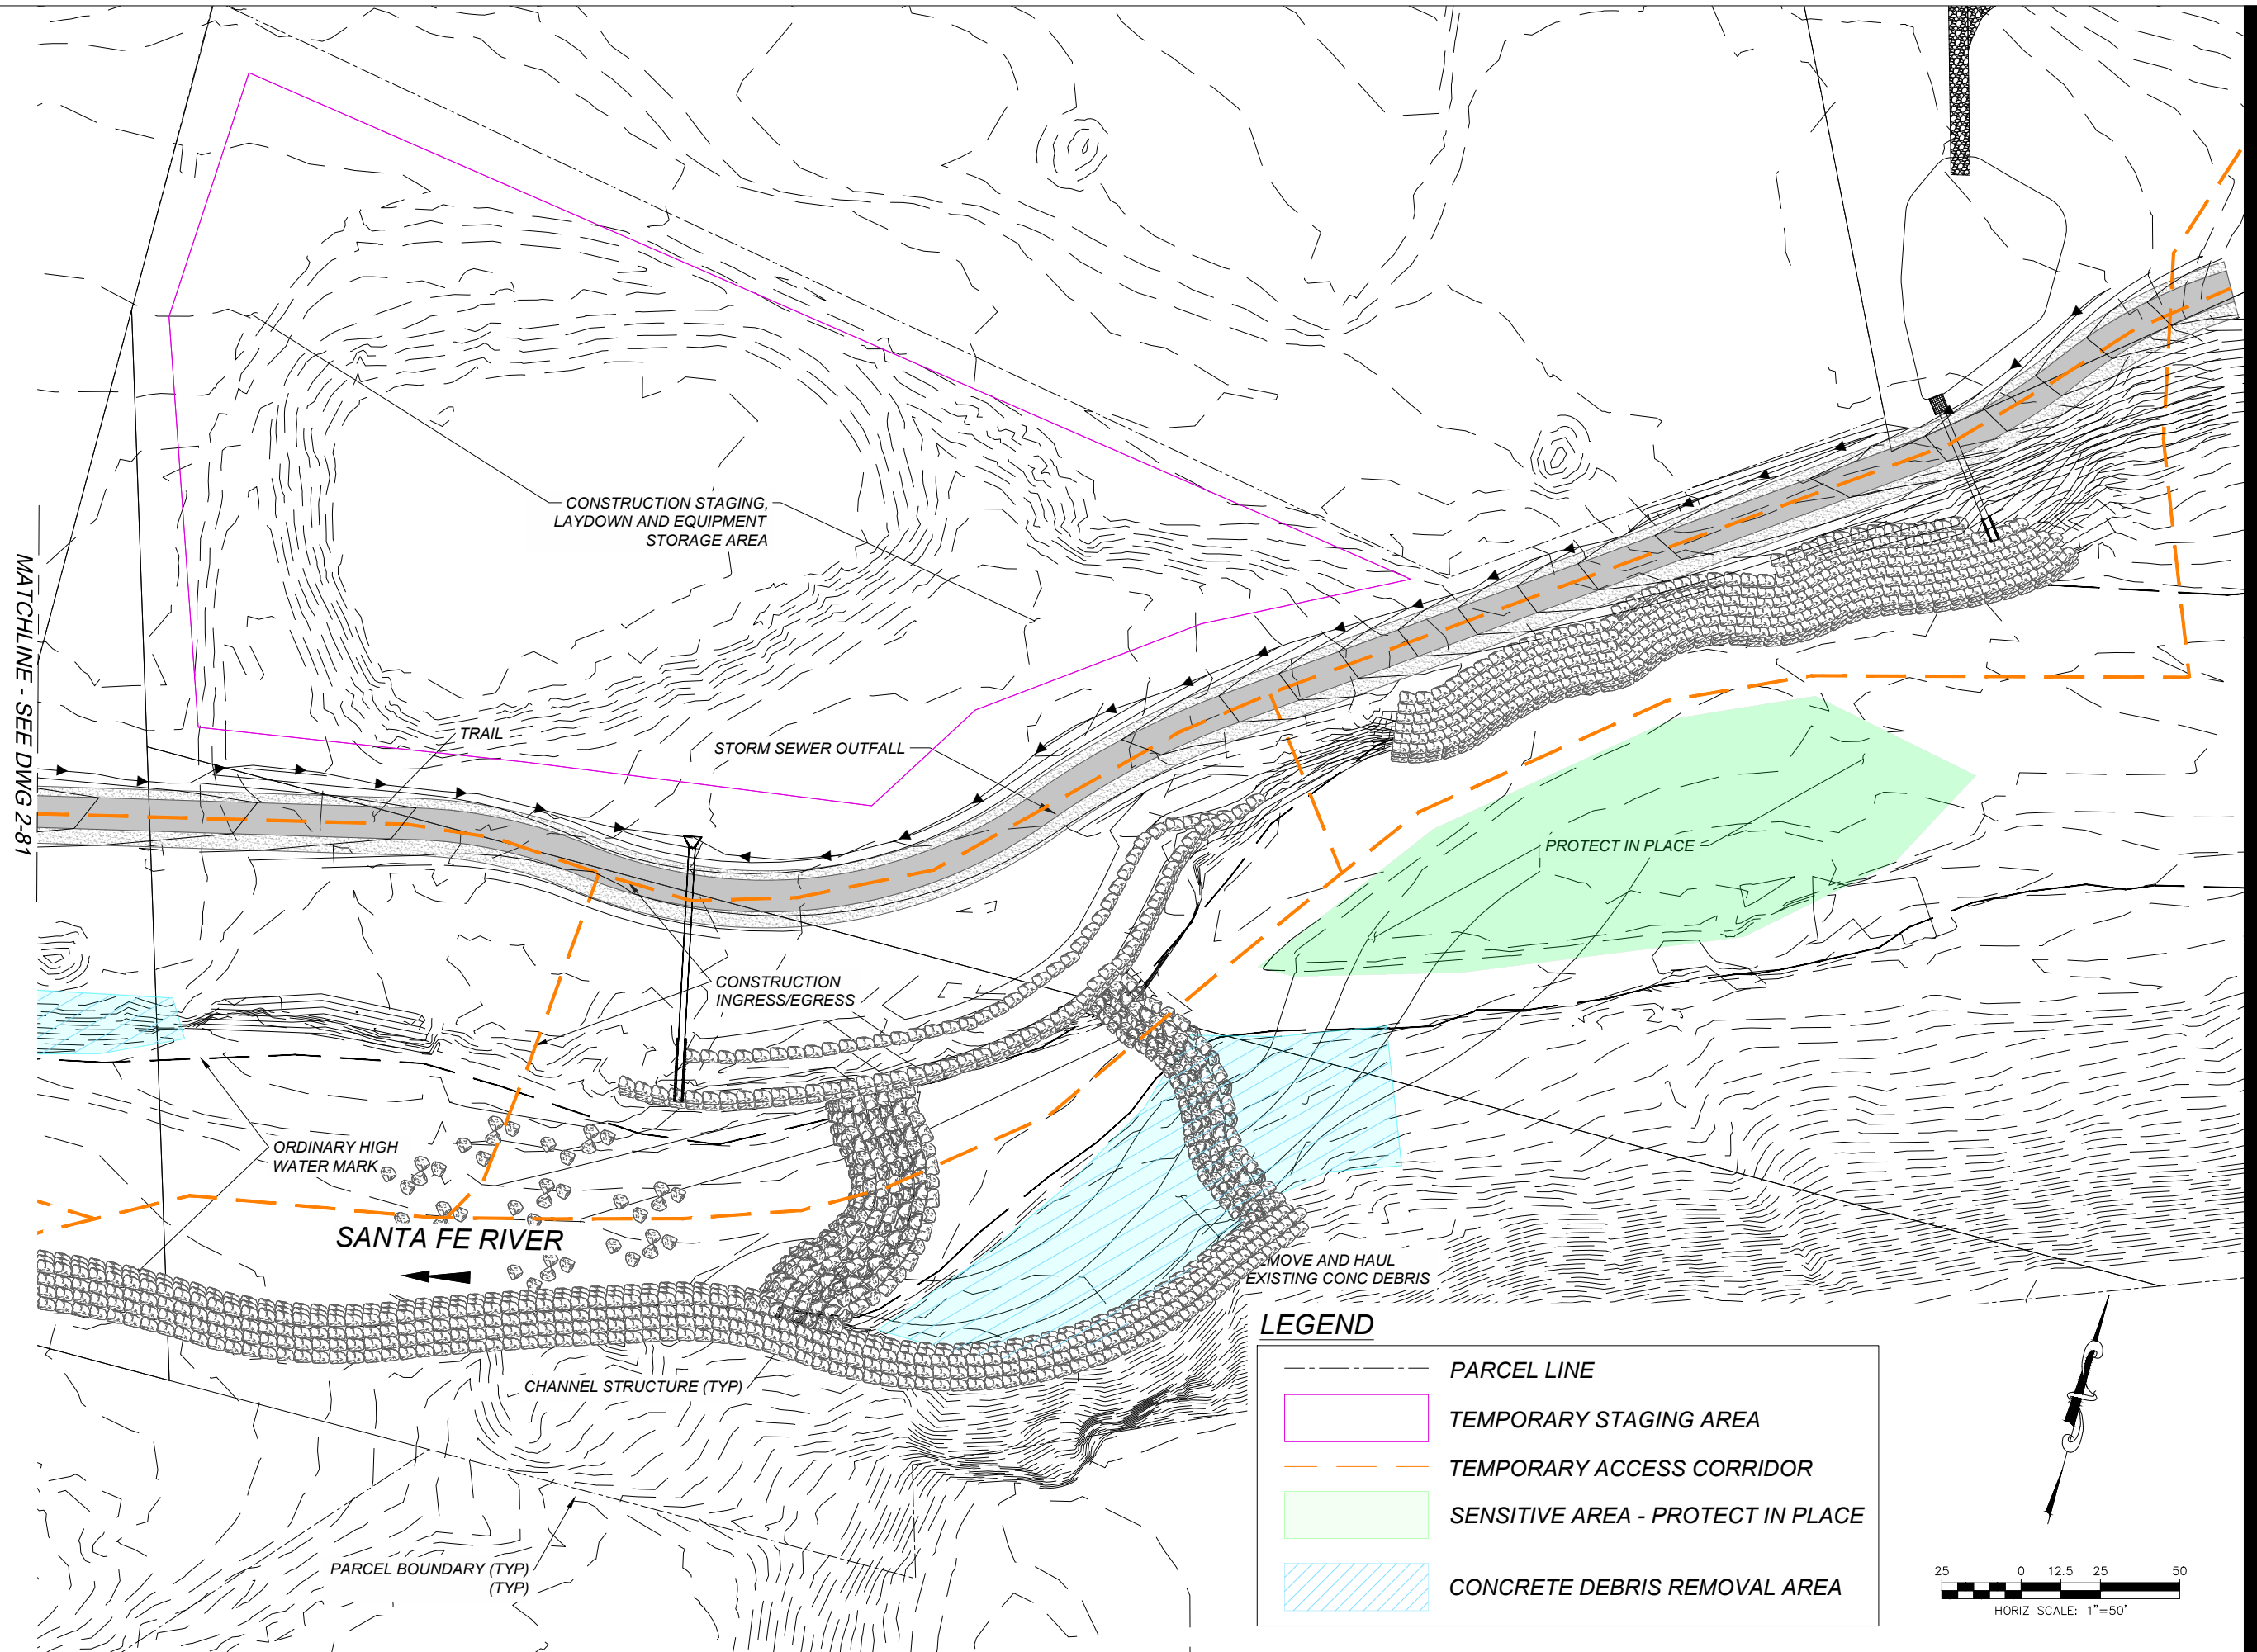 CONSTRUCTION STAGING,
LAYDOWN AND EQUIPMENT
STORAGE AREA
MATCHLINE - SEE DWG 2-81
TRAIL
STORM SEWER OUTFALL
PROTECT IN PLACE
CONSTRUCTION
INGRESS/EGRESS
ORDINARY HIGH
WATER MARK
SANTA FE RIVER
EMOVE AND HAUL
EXISTING CONC DEBRIS
CHANNEL STRUCTURE (TYP)
PARCEL BOUNDARY (TYP)
(TYP)
LEGEND
PARCEL LINE
TEMPORARY STAGING AREA
TEMPORARY ACCESS CORRIDOR
SENSITIVE AREA - PROTECT IN PLACE
CONCRETE DEBRIS REMOVAL AREA
25 0 12.5 25 50
HORIZ SCALE: 1"=50'